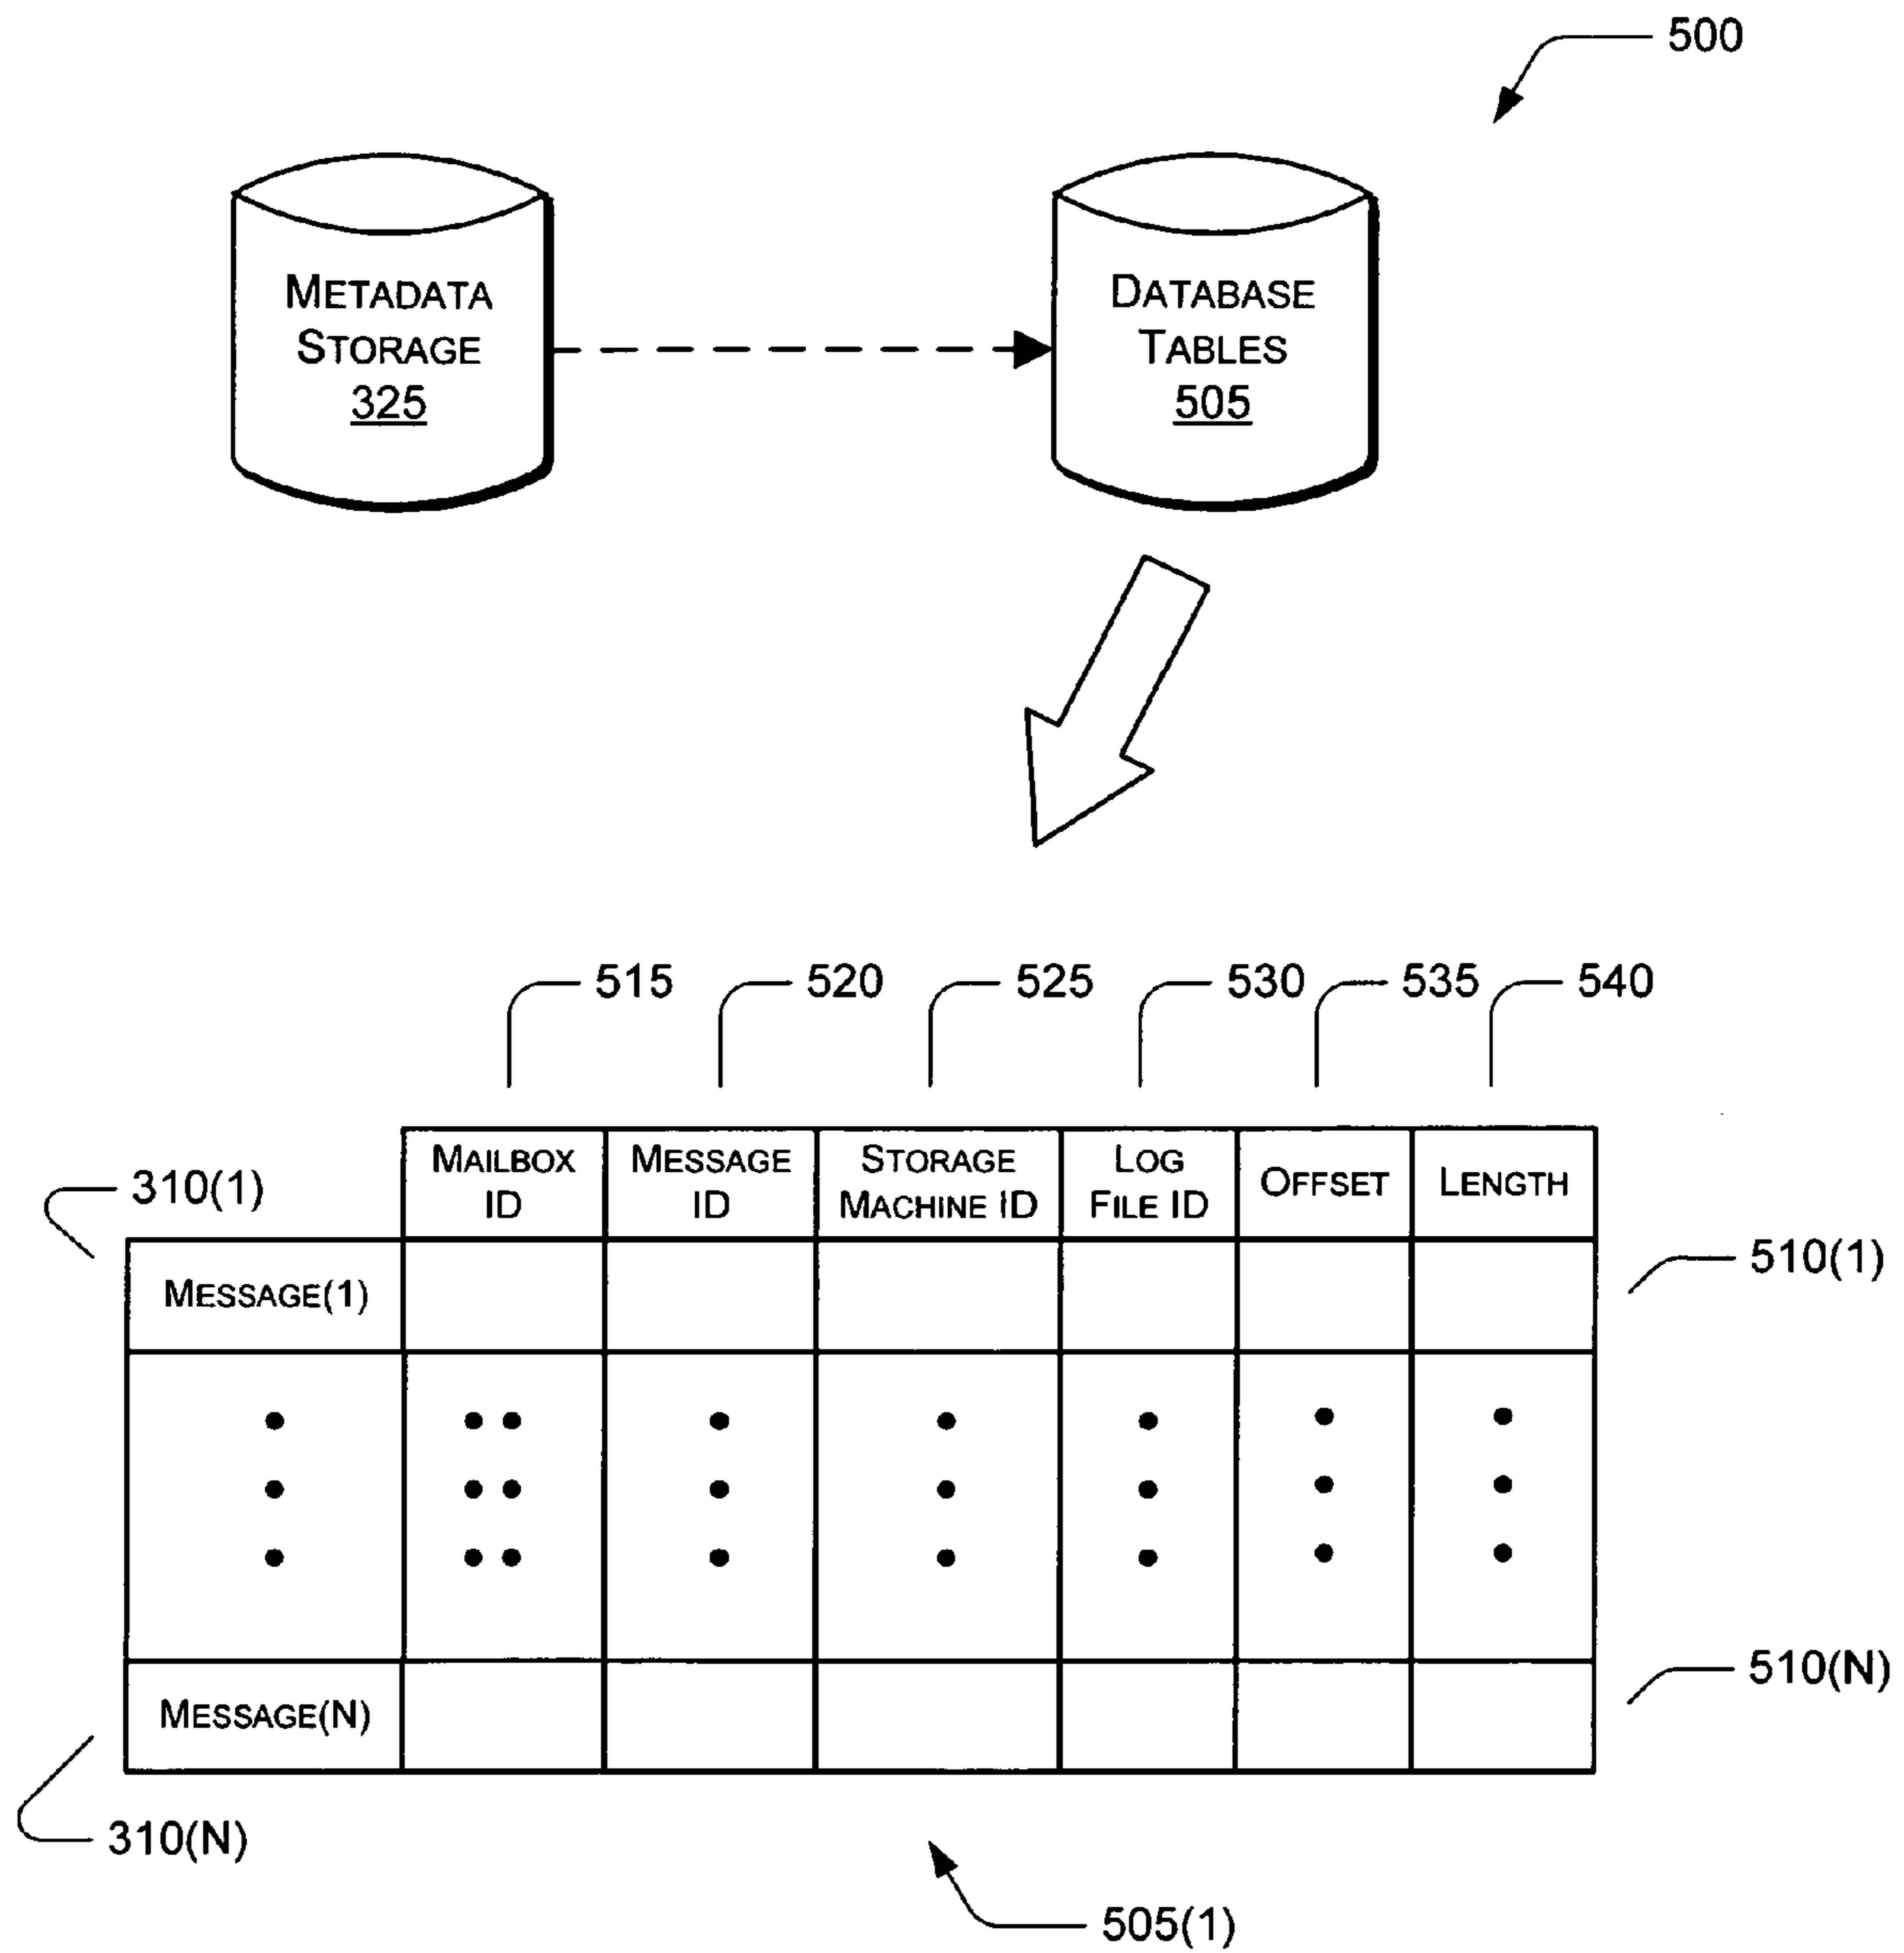 500
METADATA
STORAGE
325
DATABASE
TABLES
505
515
520
525
530
535
540
MAILBOX
ID
MESSAGE
ID
STORAGE
MACHINE ID
LOG
FILE ID
OFFSET
LENGTH
310(1)
MESSAGE(1)
510(1)
MESSAGE(N)
510(N)
310(N)
505(1)